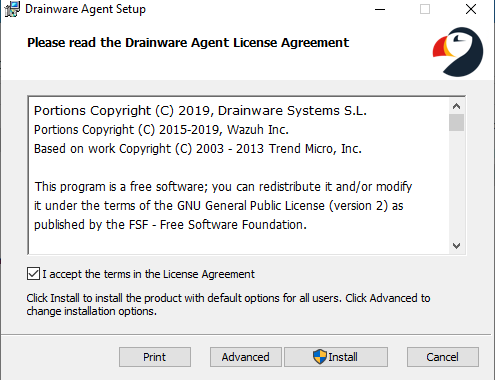 Drainware Agent Setup
Please read the Drainware Agent License Agreement
Portions Copyright (C) 2019, Drainware Systems S.L.
Portions Copyright (C) 2015-2019, Wazuh Inc.
Based on work Copyright (C) 2003 - 2013 Trend Micro, Inc.
This program is a free software; you can redistribute it and/or modify
it under the terms of the GNU General Public License (version 2) as
published by the FSF - Free Software Foundation.
I accept the terms in the License Agreement
Click Install to install the product with default options for all users. Click Advanced to
change installation options.
Print
Advanced
Install
Cancel